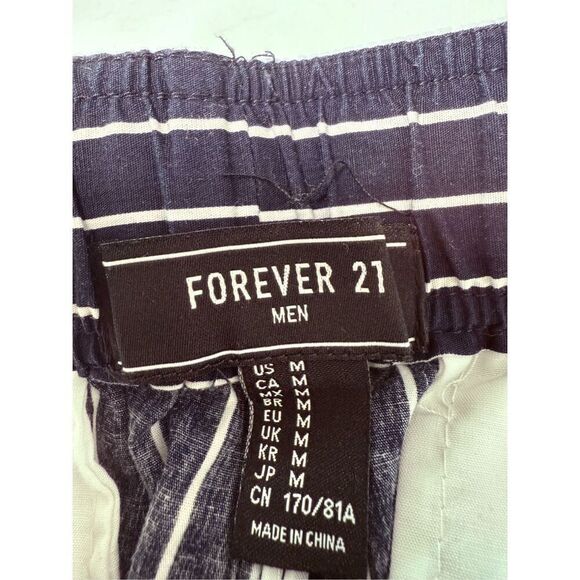 FOREVER 21
MEN
US M
CA M
MX M
BR M
EU M
UK M
KR M
JP M
CN 170/81A
MADE IN CHINA